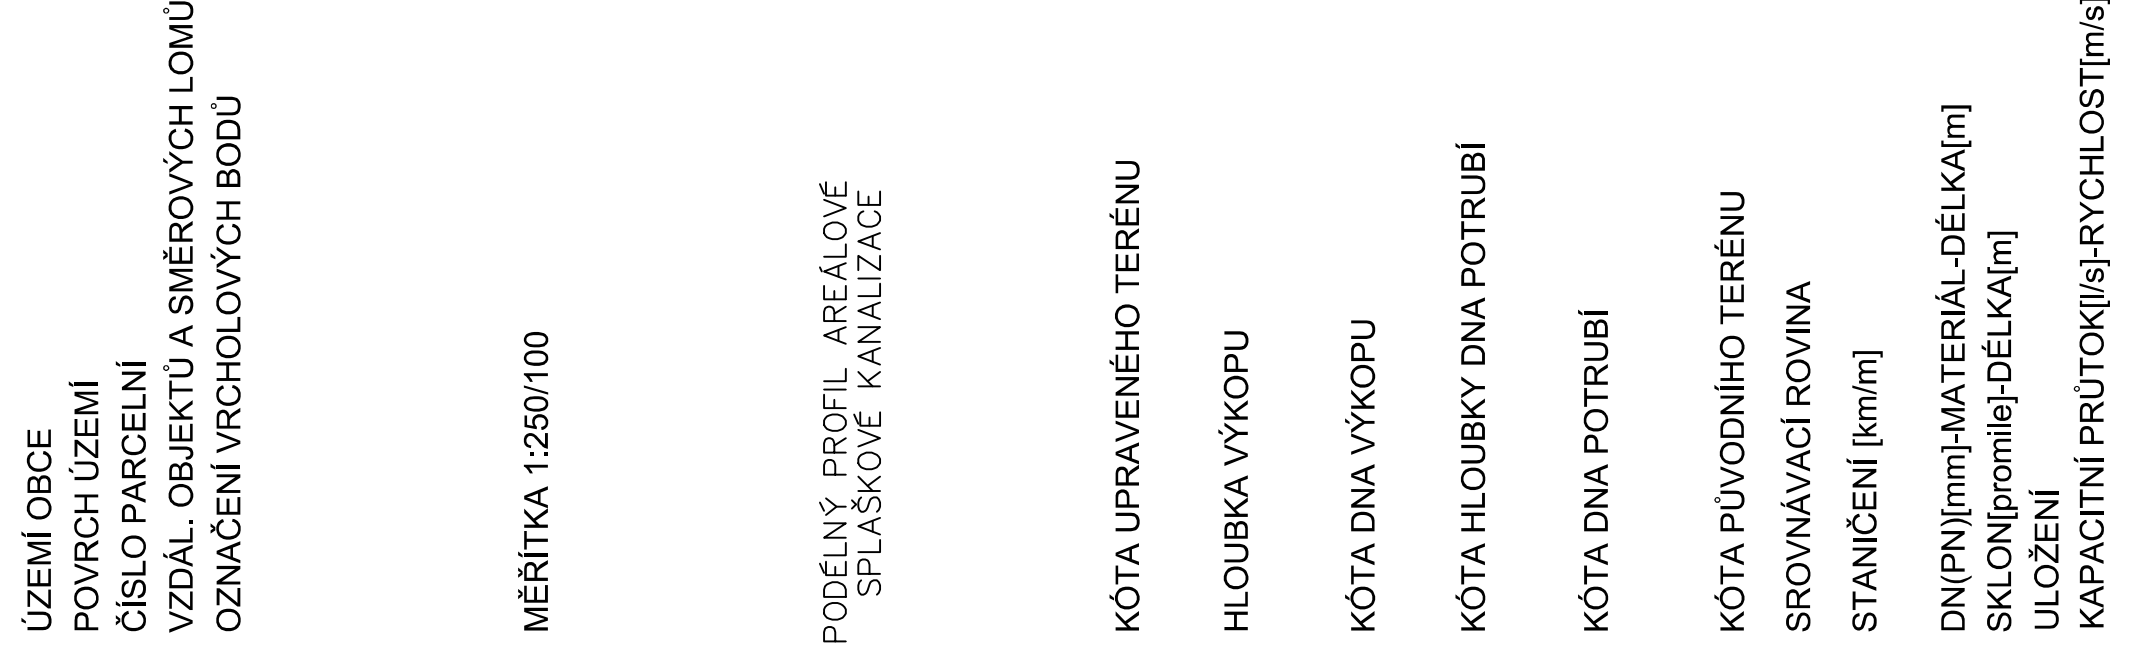 ÚZEMÍ OBCE
POVRCH ÚZEMÍ
ČÍSLO PARCELNÍ
VZDÁL. OBJEKTŮ A SMĚROVÝCH LOMŮ
OZNAČENÍ VRCHOLOVÝCH BODŮ
MĚŘÍTKA 1:250/100
PODÉLNÝ PROFIL AREÁLOVÉ
SPLAŠKOVÉ KANALIZACE
KÓTA UPRAVENÉHO TERÉNU
HLOUBKA VÝKOPU
KÓTA DNA VÝKOPU
KÓTA HLOUBKY DNA POTRUBÍ
KÓTA DNA POTRUBÍ
KÓTA PŮVODNÍHO TERÉNU
SROVNÁVACÍ ROVINA
STANIČENÍ [km/m]
DN(PN)[mm]-MATERIÁL-DÉLKA[m]
SKLON[promile]-DÉLKA[m]
ULOŽENÍ
KAPACITNÍ PRŮTOK[l/s]-RYCHLOST[m/s]